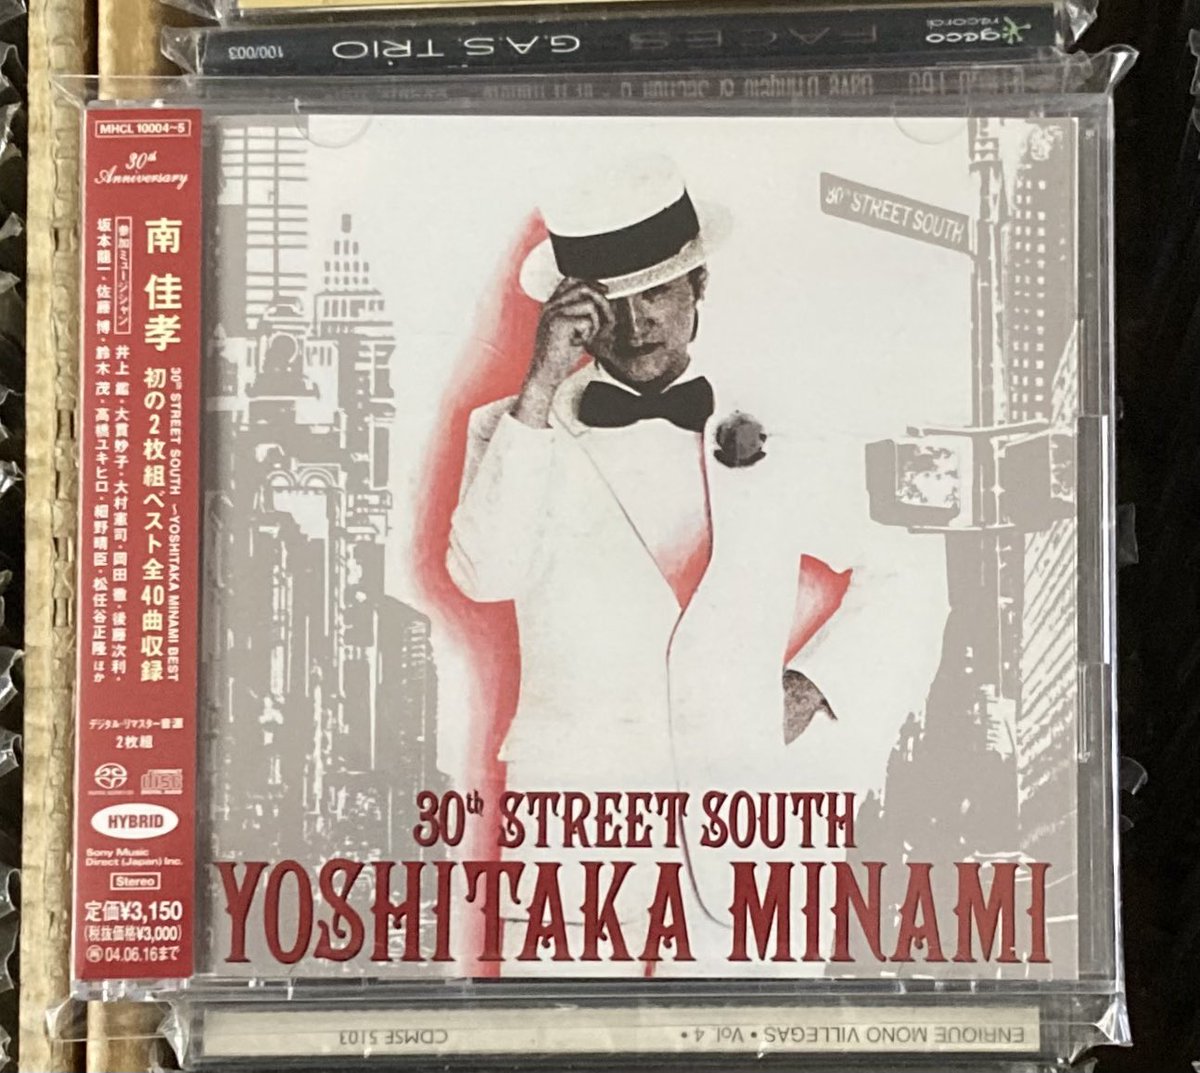 geco
record
FACES
G.A.S. TRIO
100/003
MHCL 10004~5
30th
Anniversary
南 佳孝 初の2枚組ベスト全40曲収録
30th STREET SOUTH ~YOSHITAKA MINAMI BEST
参加ミュージシャン
井上 鑑・大貫妙子・大村憲司・岡田 徹・後藤次利・
坂本龍一・佐藤 博・鈴木 茂・高橋ユキヒロ・細野晴臣・松任谷正隆 ほか
デジタル・リマスター音源
2枚組
disc
DIGITAL AUDIO
HYBRID
Sony Music
Direct (Japan) Inc.
Stereo
定価¥3,150
(税抜価格¥3,000)
再 04.06.16まで
30th STREET SOUTH
30th STREET SOUTH
YOSHITAKA MINAMI
ENRIQUE MONO VILLEGAS • Vol. 4 •
CDMSE 5103